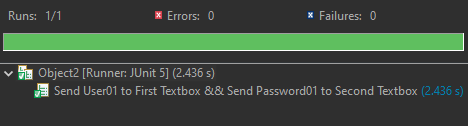 Runs: 1/1 Errors: 0 Failures: 0
Object2 [Runner: JUnit 5] (2.436 s)
Send User01 to First Textbox && Send Password01 to Second Textbox (2.436 s)